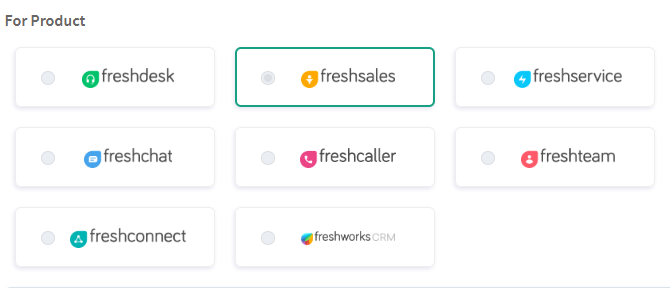 For Product
freshdesk
freshsales
freshservice
freshchat
freshcaller
freshteam
freshconnect
freshworks CRM